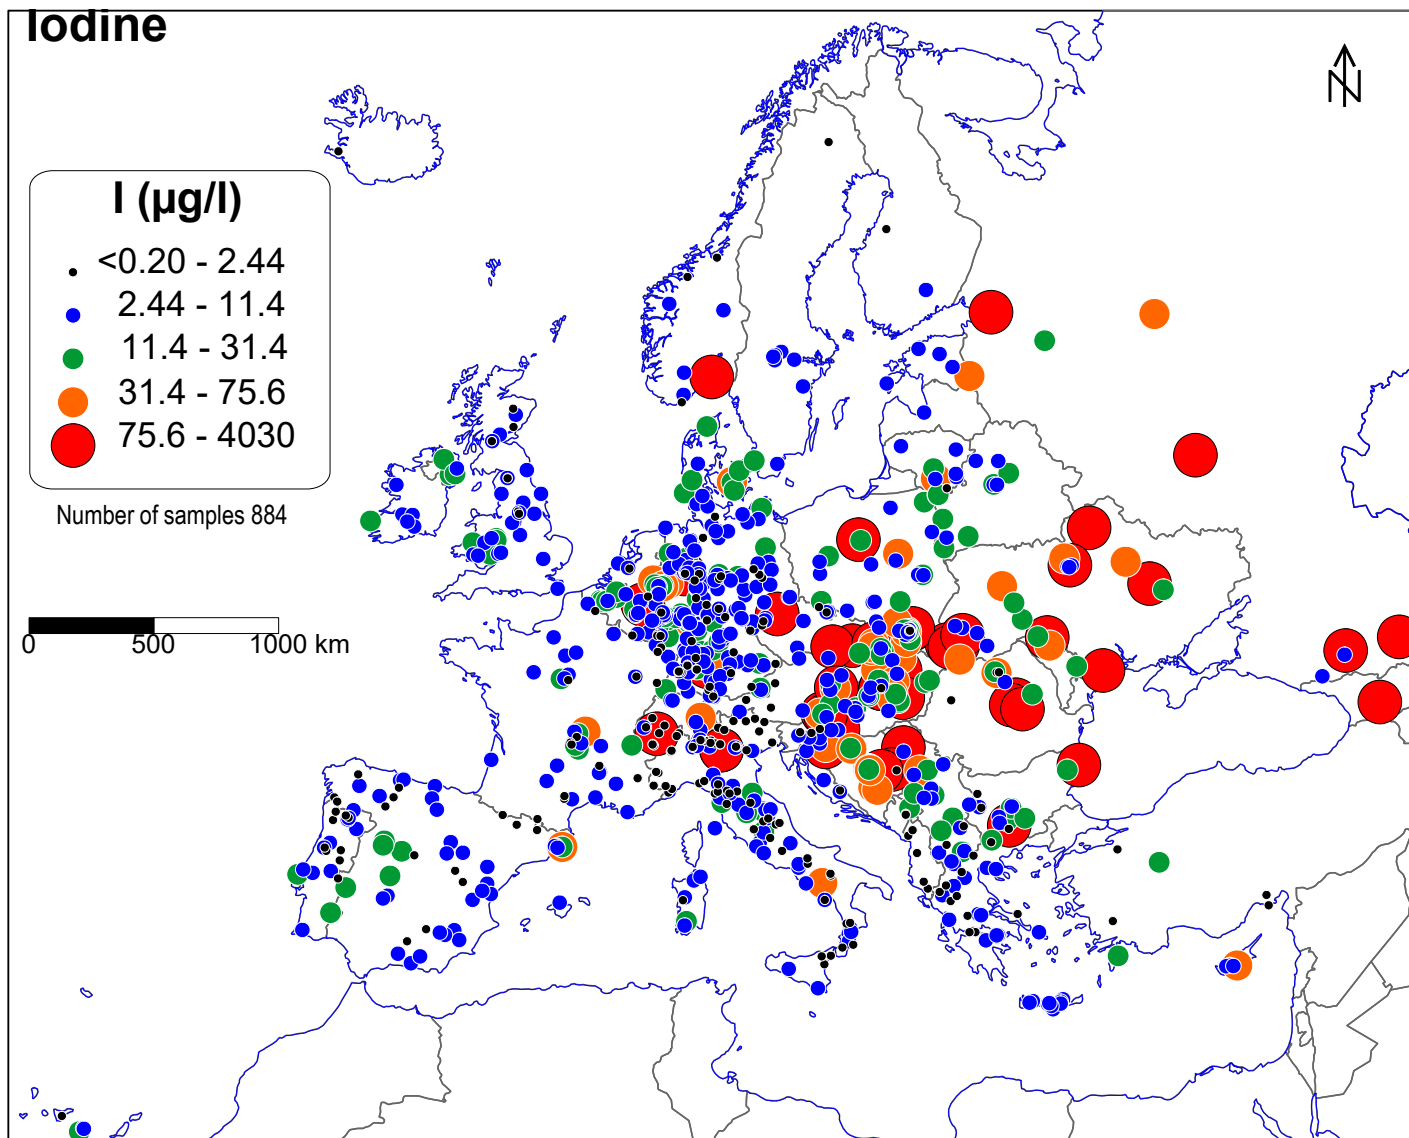 Iodine
N
I (µg/l)
<0.20 - 2.44
2.44 - 11.4
11.4 - 31.4
31.4 - 75.6
75.6 - 4030
Number of samples 884
0 500 1000 km